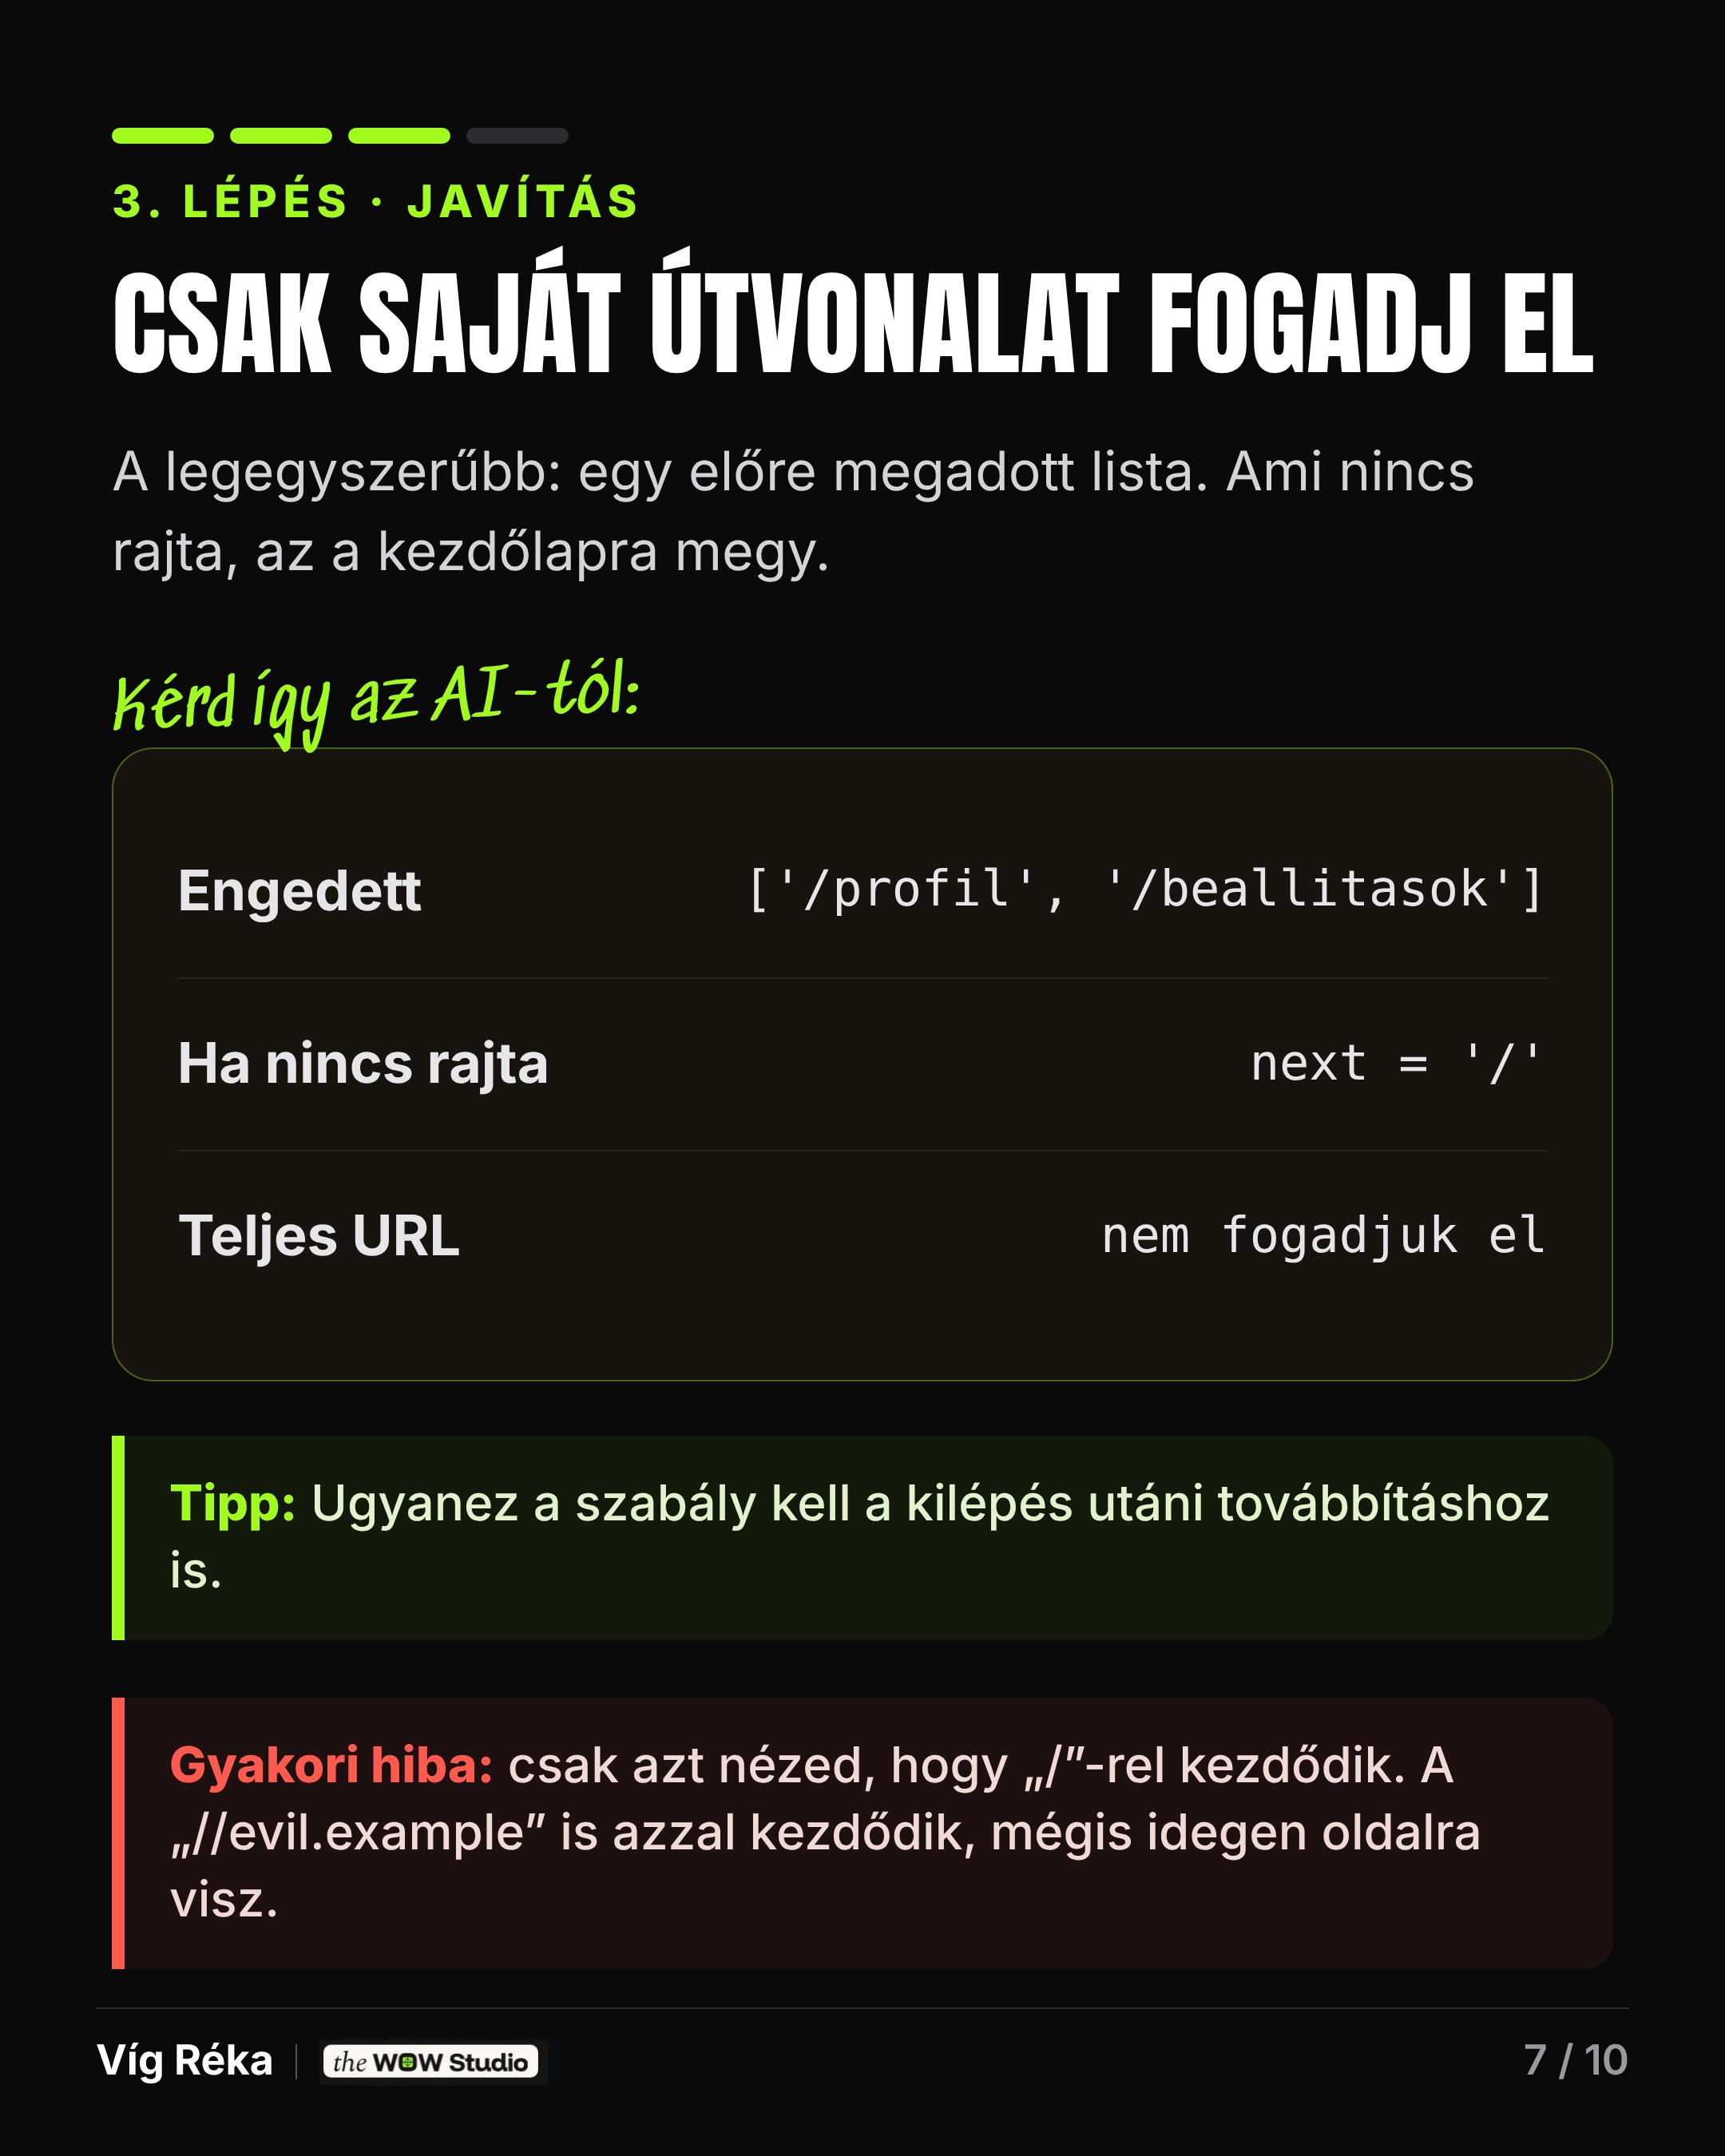 3. LÉPÉS · JAVÍTÁS
CSAK SAJÁT ÚTVONALAT FOGADJ EL
A legegyszerűbb: egy előre megadott lista. Ami nincs
rajta, az a kezdőlapra megy.
Kérd így az AI-tól:
Engedett ['/profil', '/beallitasok']
Ha nincs rajta next = '/'
Teljes URL nem fogadjuk el
Tipp: Ugyanez a szabály kell a kilépés utáni továbbításhoz
is.
Gyakori hiba: csak azt nézed, hogy „/”-rel kezdődik. A
„//evil.example” is azzal kezdődik, mégis idegen oldalra
visz.
Víg Réka the WOW Studio 7 / 10